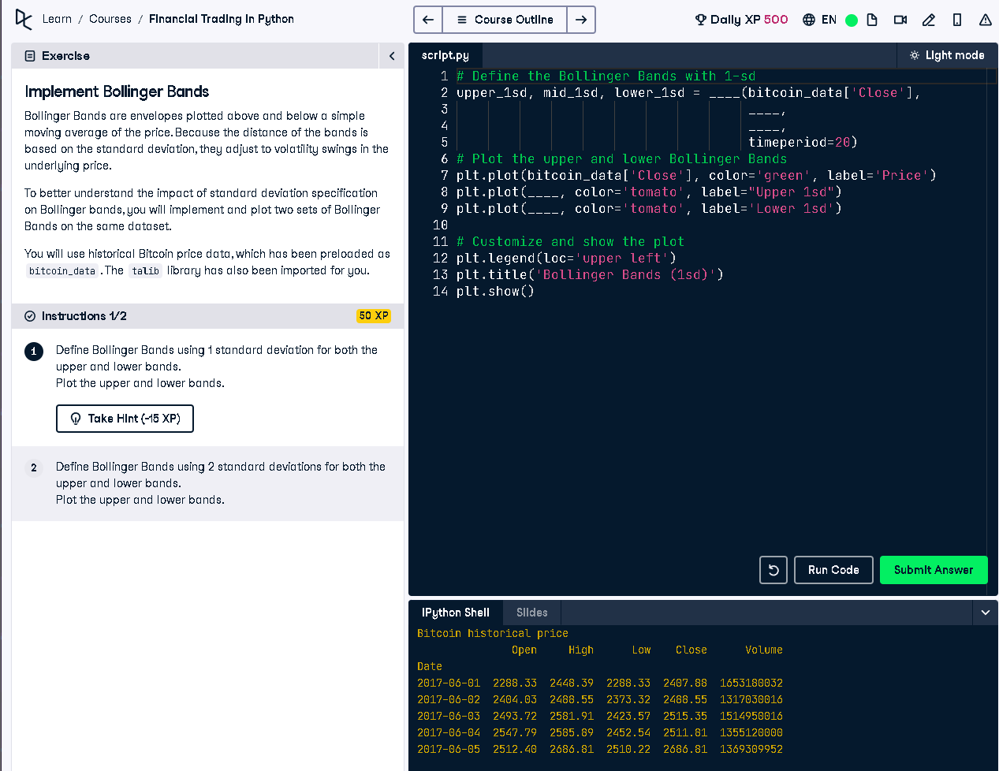 Learn / Courses / Financial Trading in Python
Course Outline
Daily XP 500
EN
Exercise
Implement Bollinger Bands
Bollinger Bands are envelopes plotted above and below a simple
moving average of the price. Because the distance of the bands is
based on the standard deviation, they adjust to volatility swings in the
underlying price.
To better understand the impact of standard deviation specification
on Bollinger bands, you will implement and plot two sets of Bollinger
Bands on the same dataset.
You will use historical Bitcoin price data, which has been preloaded as
bitcoin_data . The talib library has also been imported for you.
Instructions 1/2
50 XP
1 Define Bollinger Bands using 1 standard deviation for both the
upper and lower bands.
Plot the upper and lower bands.
Take Hint (-15 XP)
2 Define Bollinger Bands using 2 standard deviations for both the
upper and lower bands.
Plot the upper and lower bands.
script.py
Light mode
1 # Define the Bollinger Bands with 1-sd
2 upper_1sd, mid_1sd, lower_1sd = ____(bitcoin_data['Close'],
3 ____,
4 ____,
5 timeperiod=20)
6 # Plot the upper and lower Bollinger Bands
7 plt.plot(bitcoin_data['Close'], color='green', label='Price')
8 plt.plot(____, color='tomato', label="Upper 1sd")
9 plt.plot(____, color='tomato', label='Lower 1sd')
10
11 # Customize and show the plot
12 plt.legend(loc='upper left')
13 plt.title('Bollinger Bands (1sd)')
14 plt.show()
Run Code
Submit Answer
IPython Shell
Slides
Bitcoin historical price
Open High Low Close Volume
Date
2017-06-01 2288.33 2448.39 2288.33 2407.88 1653180032
2017-06-02 2404.03 2488.55 2373.32 2488.55 1317030016
2017-06-03 2493.72 2581.91 2423.57 2515.35 1514950016
2017-06-04 2547.79 2585.89 2452.54 2511.81 1355120000
2017-06-05 2512.40 2686.81 2510.22 2686.81 1369309952